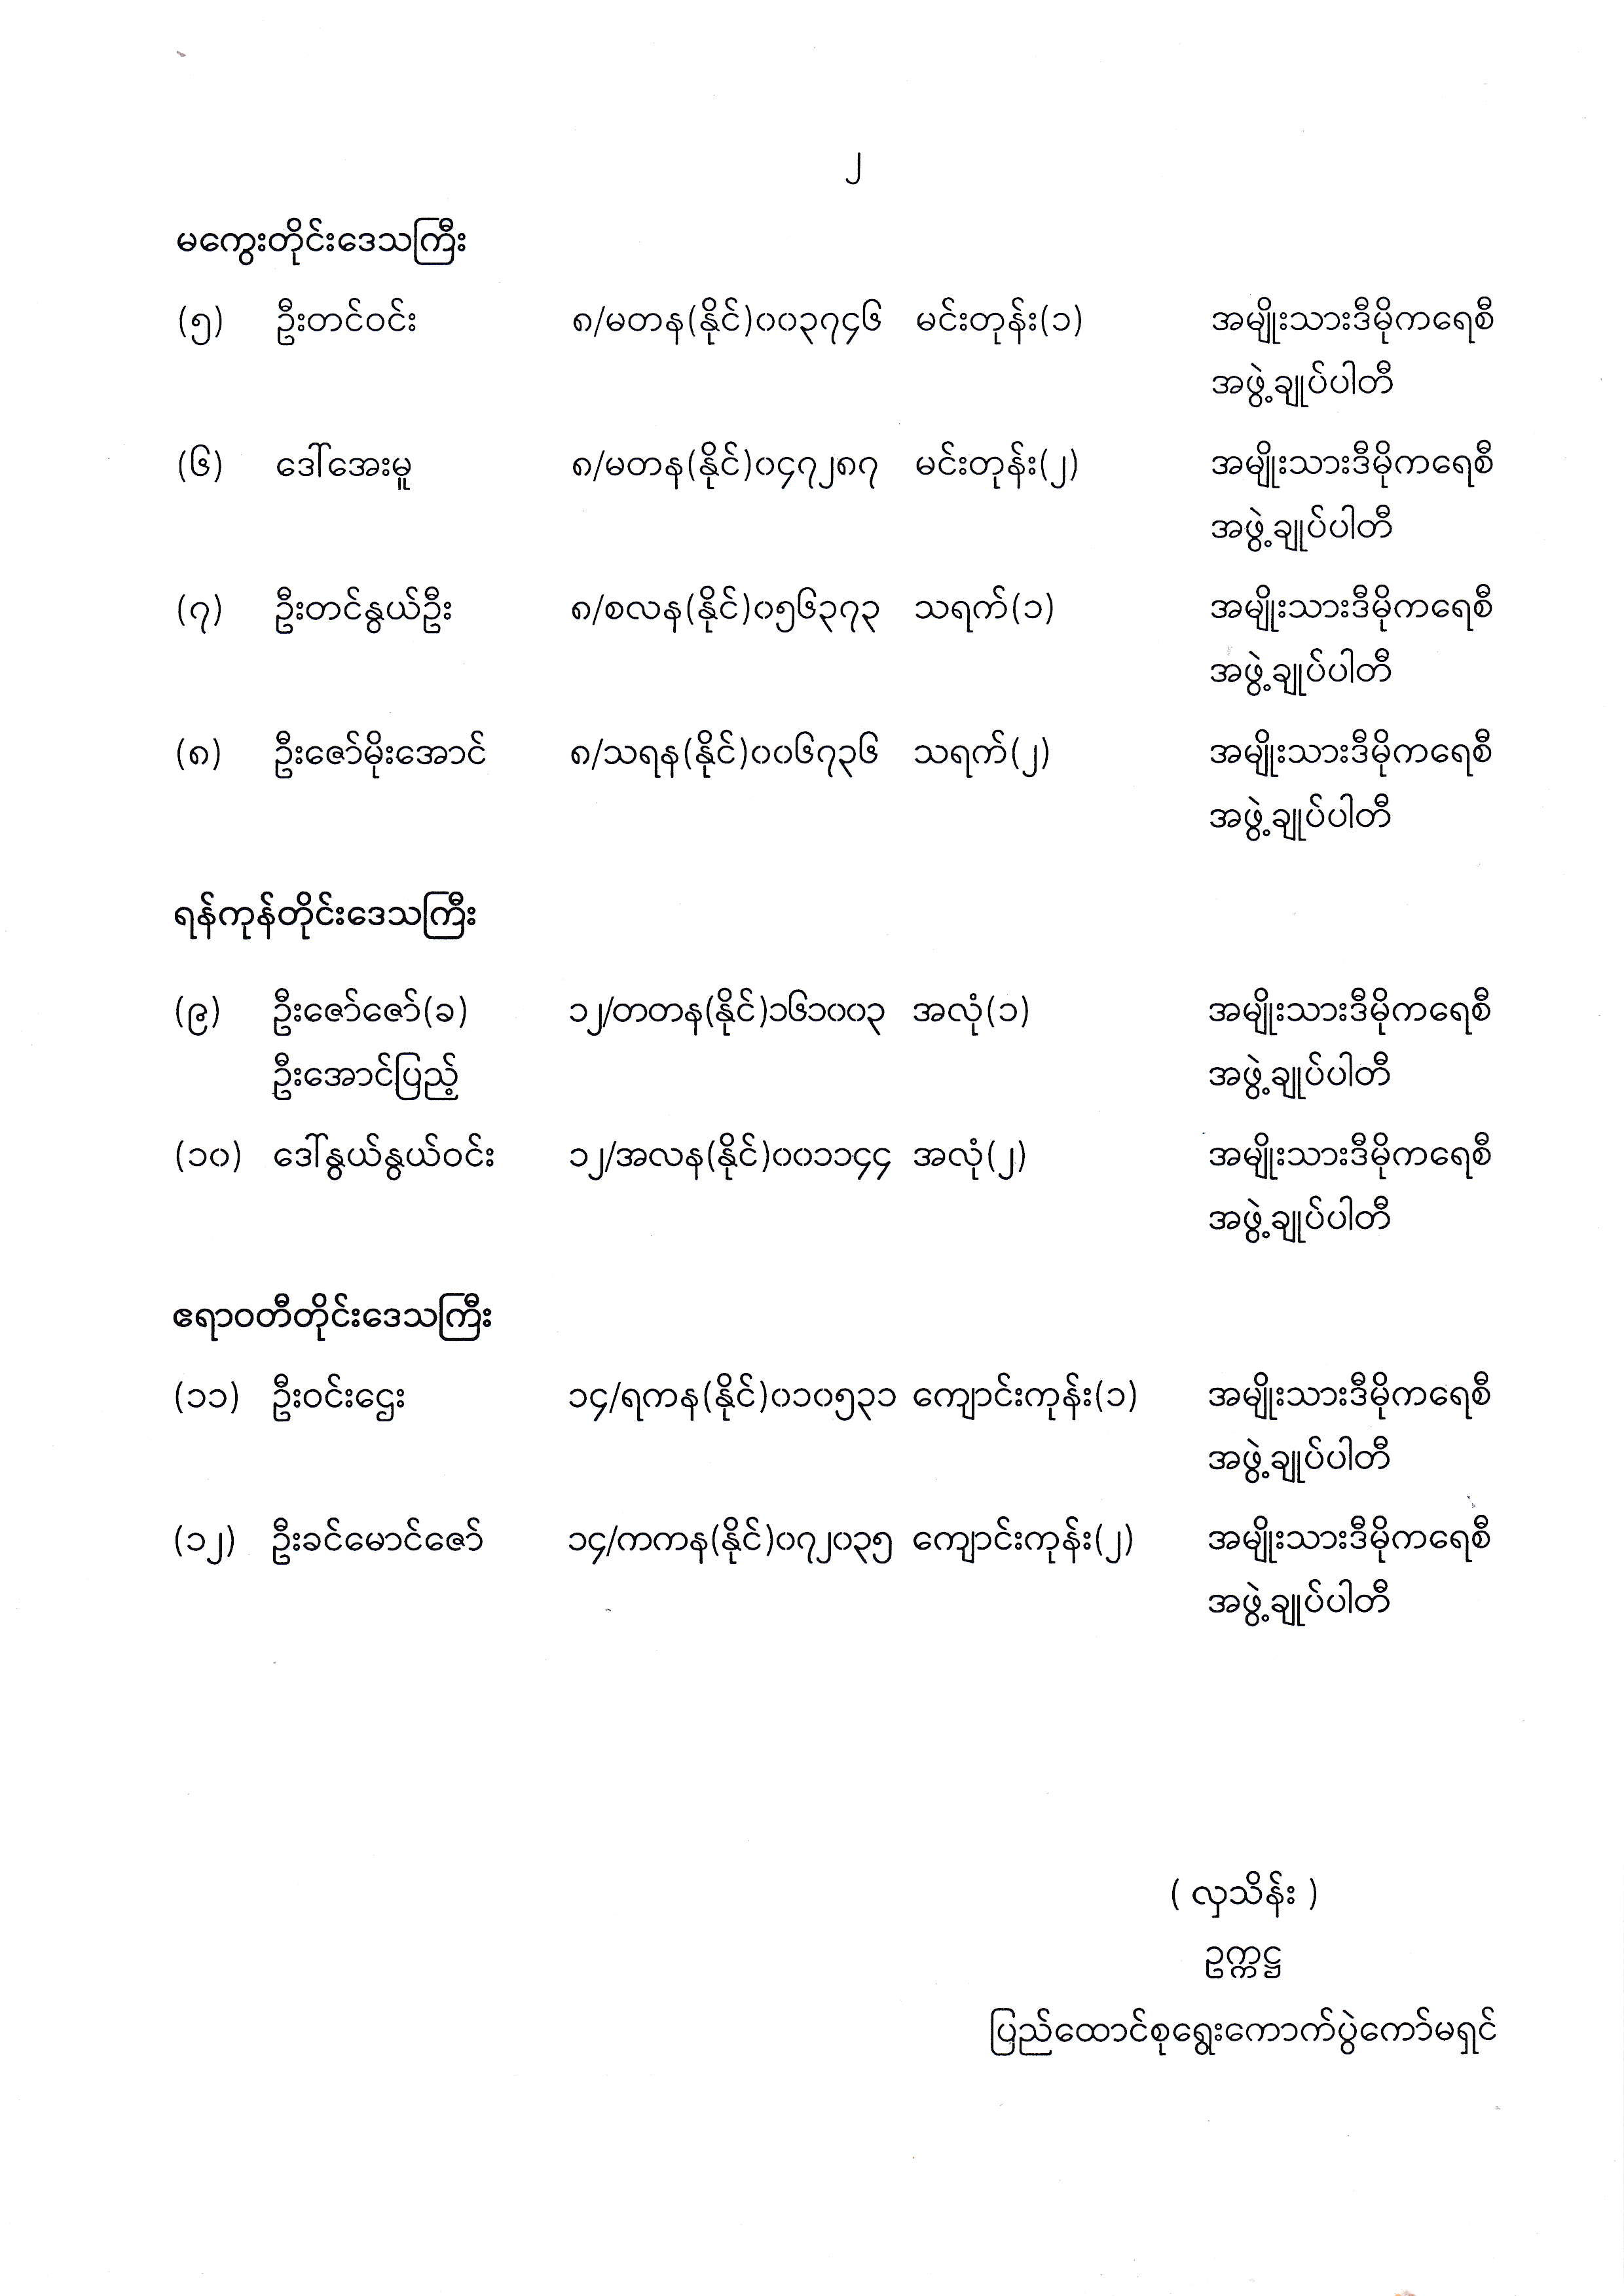 ၂
မကွေးတိုင်းဒေသကြီး
(၅) ဦးတင်ဝင်း ၈/မတန(နိုင်)၀၀၃၇၄၆ မင်းတုန်း(၁) အမျိုးသားဒီမိုကရေစီ
အဖွဲ့ချုပ်ပါတီ
(၆) ဒေါ်အေးမူ ၈/မတန(နိုင်)၀၄၇၂၈၇ မင်းတုန်း(၂) အမျိုးသားဒီမိုကရေစီ
အဖွဲ့ချုပ်ပါတီ
(၇) ဦးတင်နွယ်ဦး ၈/စလန(နိုင်)၀၅၆၃၇၃ သရက်(၁) အမျိုးသားဒီမိုကရေစီ
အဖွဲ့ချုပ်ပါတီ
(၈) ဦးဇော်မိုးအောင် ၈/သရန(နိုင်)၀၀၆၇၃၆ သရက်(၂) အမျိုးသားဒီမိုကရေစီ
အဖွဲ့ချုပ်ပါတီ
ရန်ကုန်တိုင်းဒေသကြီး
(၉) ဦးဇော်ဇော်(ခ) ၁၂/တတန(နိုင်)၁၆၁၀၀၃ အလုံ(၁) အမျိုးသားဒီမိုကရေစီ
ဦးအောင်ပြည့် အဖွဲ့ချုပ်ပါတီ
(၁၀) ဒေါ်နွယ်နွယ်ဝင်း ၁၂/အလန(နိုင်)၀၀၁၁၄၄ အလုံ(၂) အမျိုးသားဒီမိုကရေစီ
အဖွဲ့ချုပ်ပါတီ
ဧရာဝတီတိုင်းဒေသကြီး
(၁၁) ဦးဝင်းဌေး ၁၄/ရကန(နိုင်)၀၁၀၅၃၁ ကျောင်းကုန်း(၁) အမျိုးသားဒီမိုကရေစီ
အဖွဲ့ချုပ်ပါတီ
(၁၂) ဦးခင်မောင်ဇော် ၁၄/ကကန(နိုင်)၀၇၂၀၃၅ ကျောင်းကုန်း(၂) အမျိုးသားဒီမိုကရေစီ
အဖွဲ့ချုပ်ပါတီ
( လှသိန်း )
ဥက္ကဋ္ဌ
ပြည်ထောင်စုရွေးကောက်ပွဲကော်မရှင်